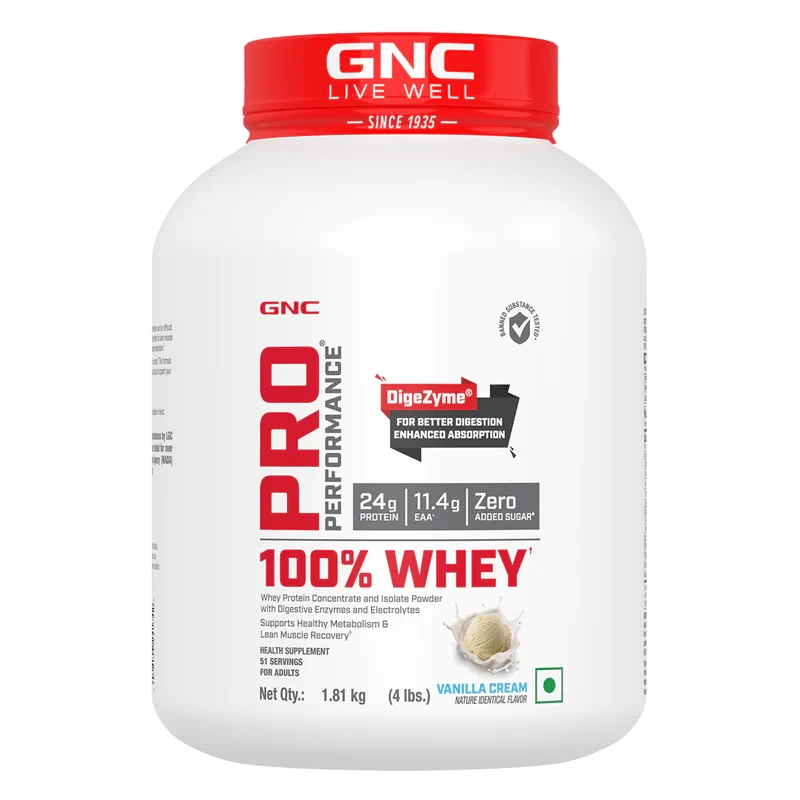 GNC
LIVE WELL
— SINCE 1935 —
GNC
BANNED SUBSTANCE TESTED
PRO
PERFORMANCE®
DigeZyme®
FOR BETTER DIGESTION
ENHANCED ABSORPTION
24g
PROTEIN
11.4g
EAA*
Zero
ADDED SUGAR^
100% WHEY†
Whey Protein Concentrate and Isolate Powder
with Digestive Enzymes and Electrolytes
Supports Healthy Metabolism &
Lean Muscle Recovery◊
HEALTH SUPPLEMENT
51 SERVINGS
FOR ADULTS
Net Qty.: 1.81 kg (4 lbs.)
VANILLA CREAM
NATURE IDENTICAL FLAVOR